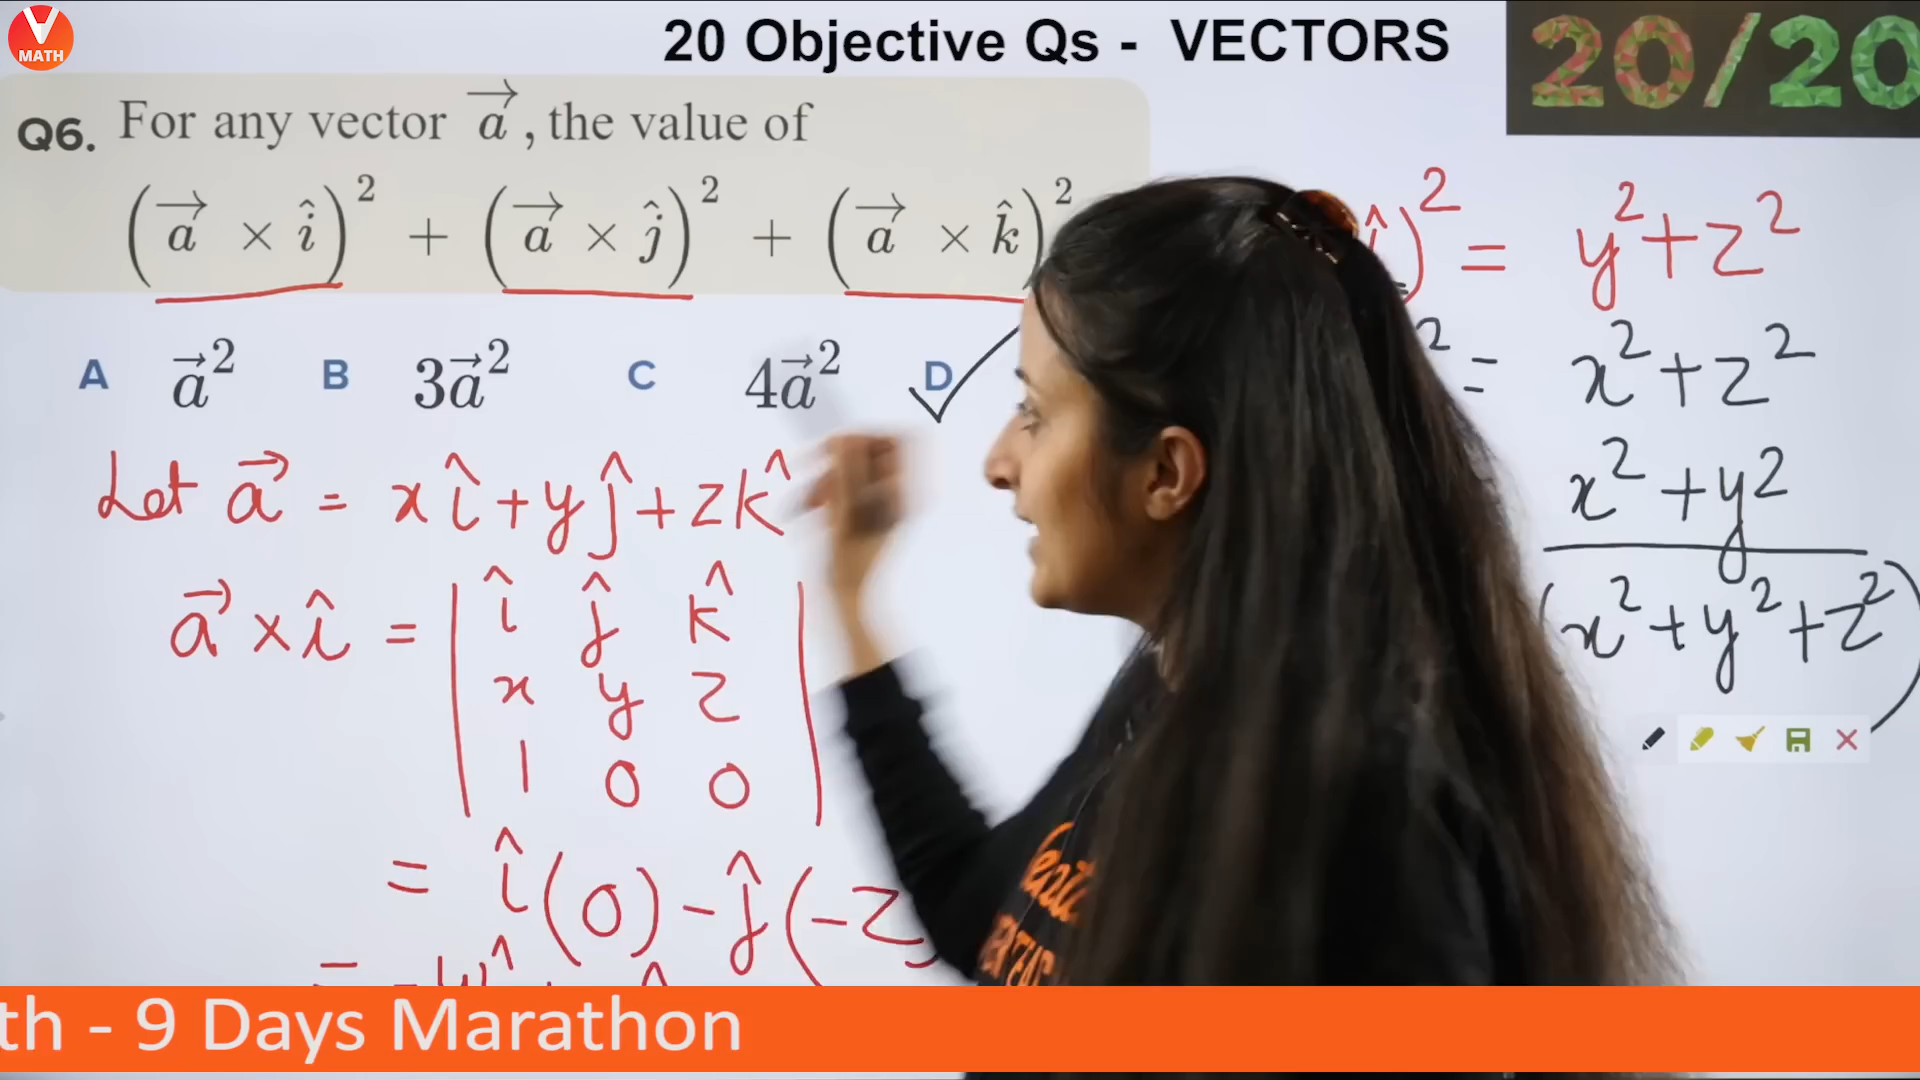 V
MATH
20 Objective Qs - VECTORS
20/20
Q6. For any vector a⃗, the value of
(a⃗ × î)² + (a⃗ × ĵ)² + (a⃗ × k̂)²
A a⃗² B 3a⃗² C 4a⃗² D
Let a⃗ = xî + yĵ + zk̂
a⃗ × î = | î ĵ k̂ |
| x y z |
| 1 0 0 |
= î(0) - ĵ(-z
î)² = y² + z²
² = x² + z²
x² + y²
(x² + y² + z²)
th - 9 Days Marathon